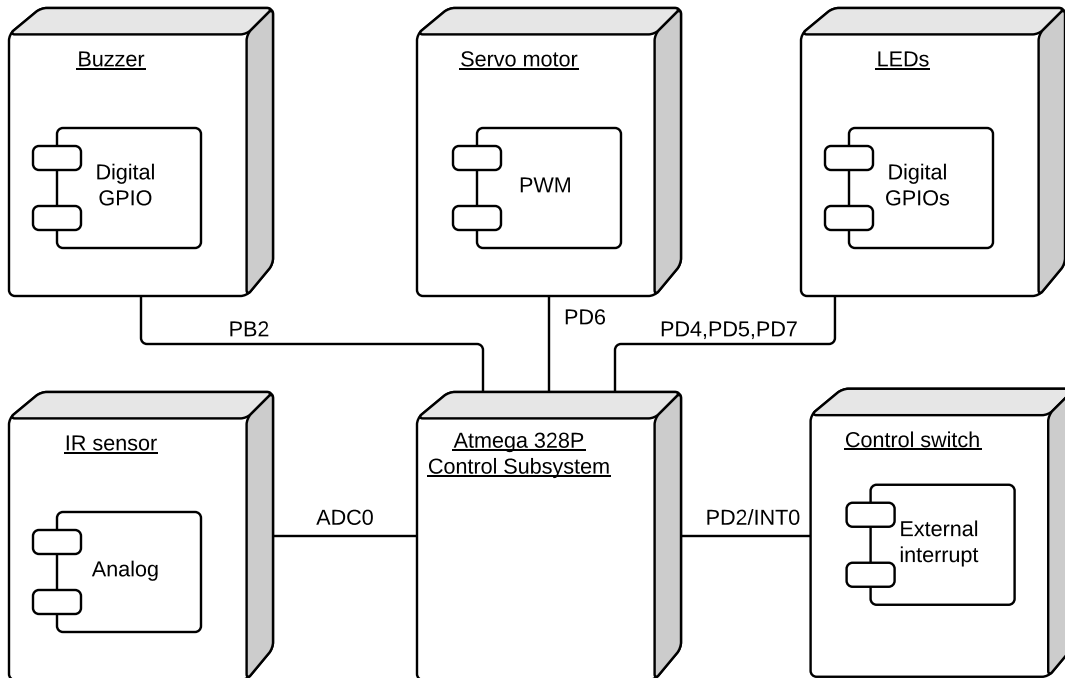 Buzzer
Digital
GPIO
Servo motor
PWM
LEDs
Digital
GPIOs
PB2
PD6
PD4,PD5,PD7
IR sensor
Analog
ADC0
Atmega 328P
Control Subsystem
PD2/INT0
Control switch
External
interrupt